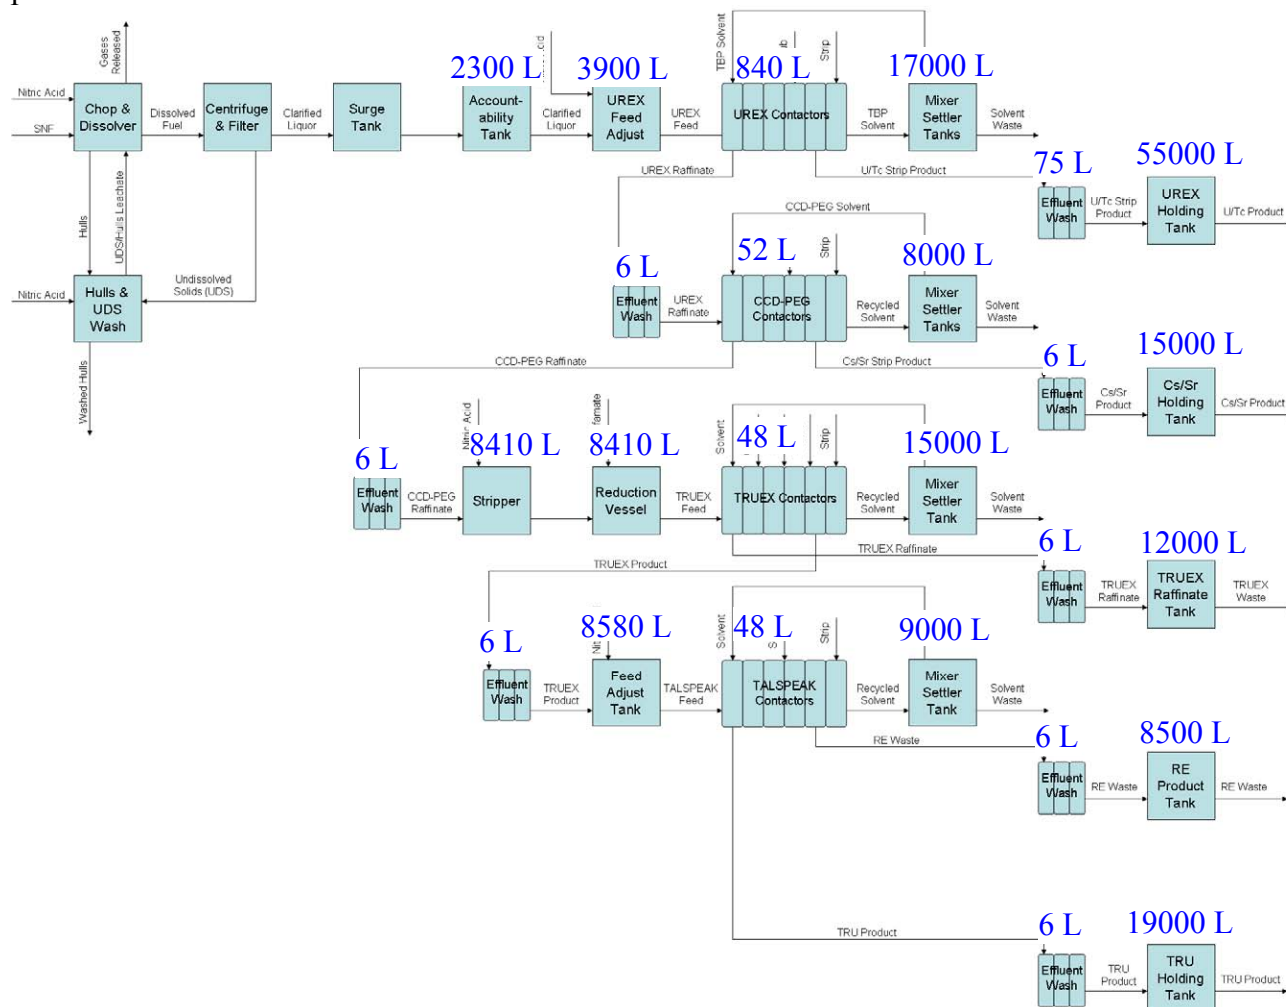 Gases
Released
Nitric Acid
SNF
Chop &
Dissolver
Dissolved
Fuel
Centrifuge
& Filter
Clarified
Liquor
Surge
Tank
2300 L
Account-
ability
Tank
Clarified
Liquor
3900 L
UREX
Feed
Adjust
UREX
Feed
TBP Solvent
840 L
Strip
UREX Contactors
TBP
Solvent
17000 L
Mixer
Settler
Tanks
Solvent
Waste
UREX Raffinate
U/Tc Strip Product
75 L
Effluent
Wash
U/Tc Strip
Product
55000 L
UREX
Holding
Tank
U/Tc Product
Hulls
UDS/Hulls Leachate
Undissolved
Solids (UDS)
Nitric Acid
Hulls &
UDS
Wash
Washed Hulls
CCD-PEG Solvent
6 L
Effluent
Wash
UREX
Raffinate
52 L
Strip
CCD-PEG
Contactors
Recycled
Solvent
8000 L
Mixer
Settler
Tanks
Solvent
Waste
CCD-PEG Raffinate
Cs/Sr Strip Product
6 L
Effluent
Wash
Cs/Sr
Product
15000 L
Cs/Sr
Holding
Tank
Cs/Sr Product
6 L
Effluent
Wash
CCD-PEG
Raffinate
Nitric Acid
8410 L
Stripper
8410 L
Reduction
Vessel
TRUEX
Feed
Solvent
48 L
Strip
TRUEX Contactors
Recycled
Solvent
15000 L
Mixer
Settler
Tank
Solvent
Waste
TRUEX Raffinate
TRUEX Product
6 L
Effluent
Wash
TRUEX
Raffinate
12000 L
TRUEX
Raffinate
Tank
TRUEX
Waste
6 L
Effluent
Wash
TRUEX
Product
8580 L
Feed
Adjust
Tank
TALSPEAK
Feed
Solvent
48 L
Strip
TALSPEAK
Contactors
Recycled
Solvent
9000 L
Mixer
Settler
Tank
Solvent
Waste
RE Waste
6 L
Effluent
Wash
RE Waste
8500 L
RE
Product
Tank
RE Waste
TRU Product
6 L
Effluent
Wash
TRU
Product
19000 L
TRU
Holding
Tank
TRU Product